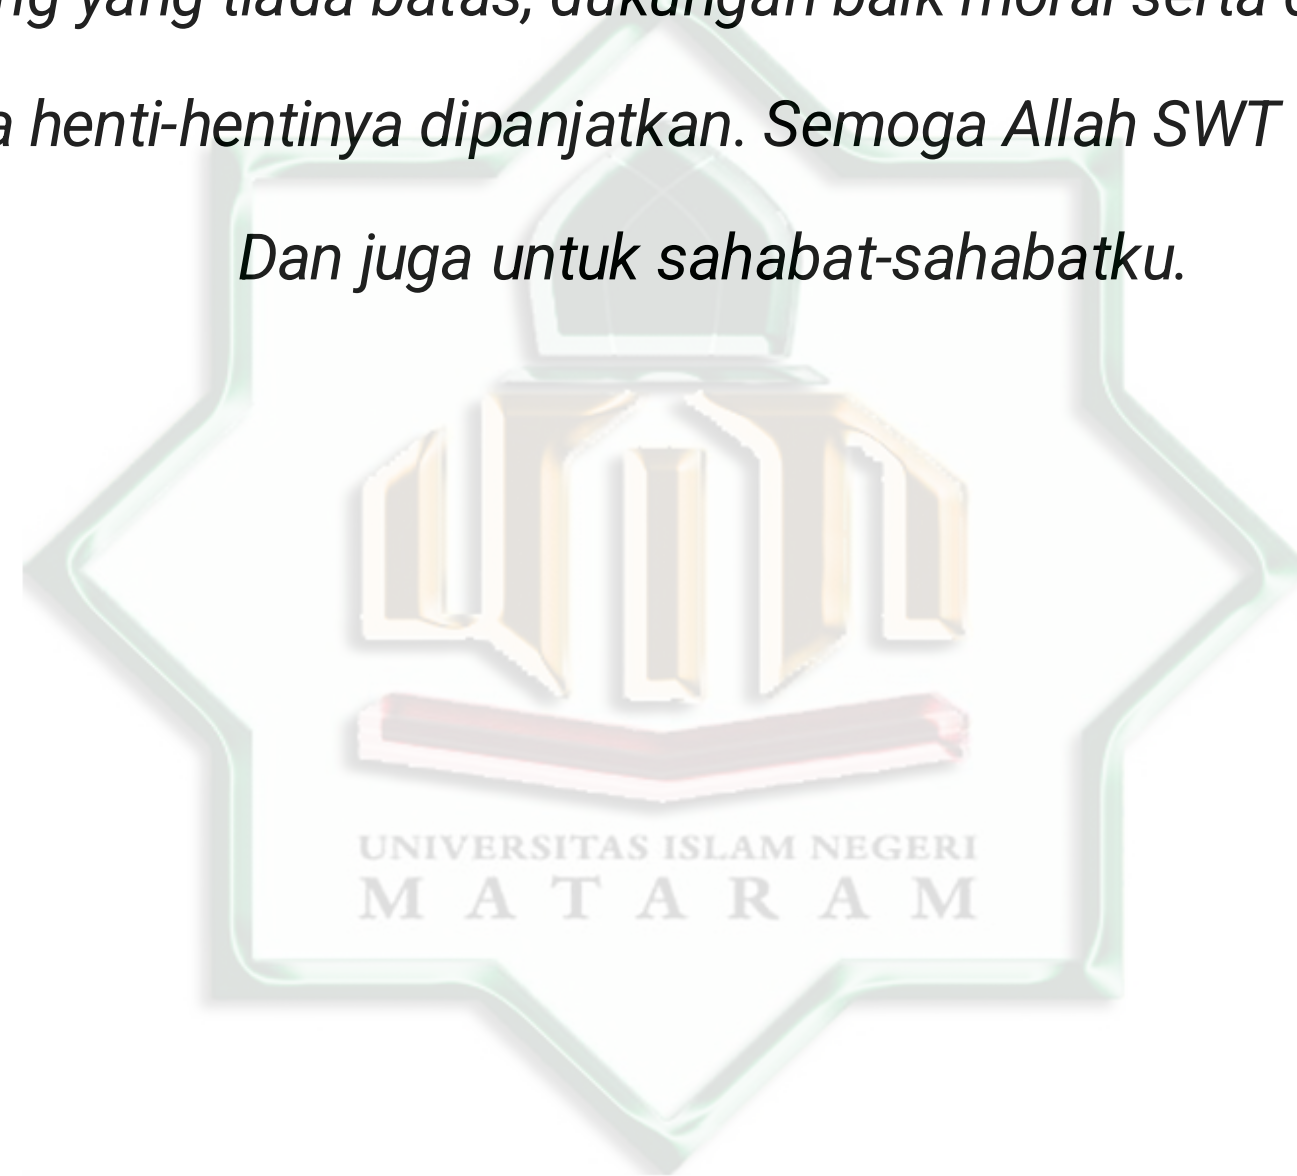 yang tiada batas, dukungan baik moral serta
henti-hentinya dipanjatkan. Semoga Allah SWT
Dan juga untuk sahabat-sahabatku.
UNIVERSITAS ISLAM NEGERI
MATARAM